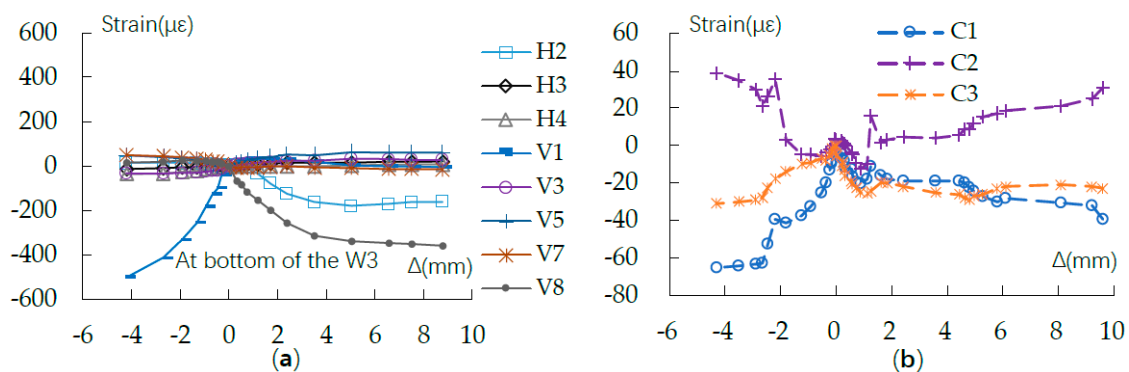 Strain(με)
600
400
200
0
-200
-400
-600
-6 -4 -2 0 2 4 6 8 10
At bottom of the W3
Δ(mm)
H2
H3
H4
V1
V3
V5
V7
V8
(a)
Strain(με)
60
40
20
0
-20
-40
-60
-80
-6 -4 -2 0 2 4 6 8 10
C1
C2
C3
Δ(mm)
(b)